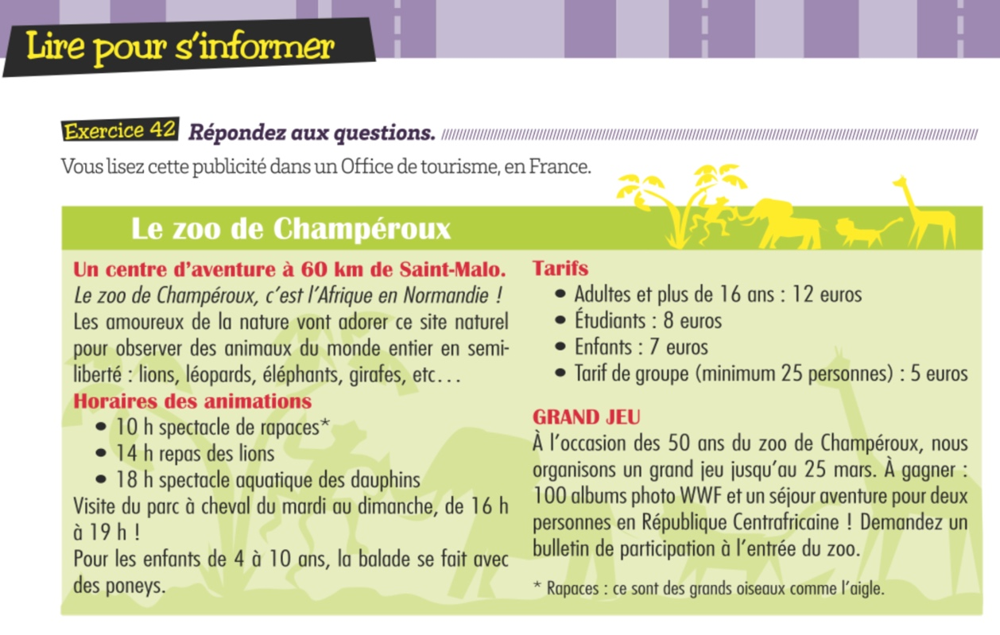 Lire pour s'informer
Exercice 42 Répondez aux questions.
Vous lisez cette publicité dans un Office de tourisme, en France.
Le zoo de Champéroux
Un centre d'aventure à 60 km de Saint-Malo.
Le zoo de Champéroux, c'est l'Afrique en Normandie !
Les amoureux de la nature vont adorer ce site naturel
pour observer des animaux du monde entier en semi-
liberté : lions, léopards, éléphants, girafes, etc...
Horaires des animations
• 10 h spectacle de rapaces*
• 14 h repas des lions
• 18 h spectacle aquatique des dauphins
Visite du parc à cheval du mardi au dimanche, de 16 h
à 19 h !
Pour les enfants de 4 à 10 ans, la balade se fait avec
des poneys.
Tarifs
• Adultes et plus de 16 ans : 12 euros
• Étudiants : 8 euros
• Enfants : 7 euros
• Tarif de groupe (minimum 25 personnes) : 5 euros
GRAND JEU
À l'occasion des 50 ans du zoo de Champéroux, nous
organisons un grand jeu jusqu'au 25 mars. À gagner :
100 albums photo WWF et un séjour aventure pour deux
personnes en République Centrafricaine ! Demandez un
bulletin de participation à l'entrée du zoo.
* Rapaces : ce sont des grands oiseaux comme l'aigle.